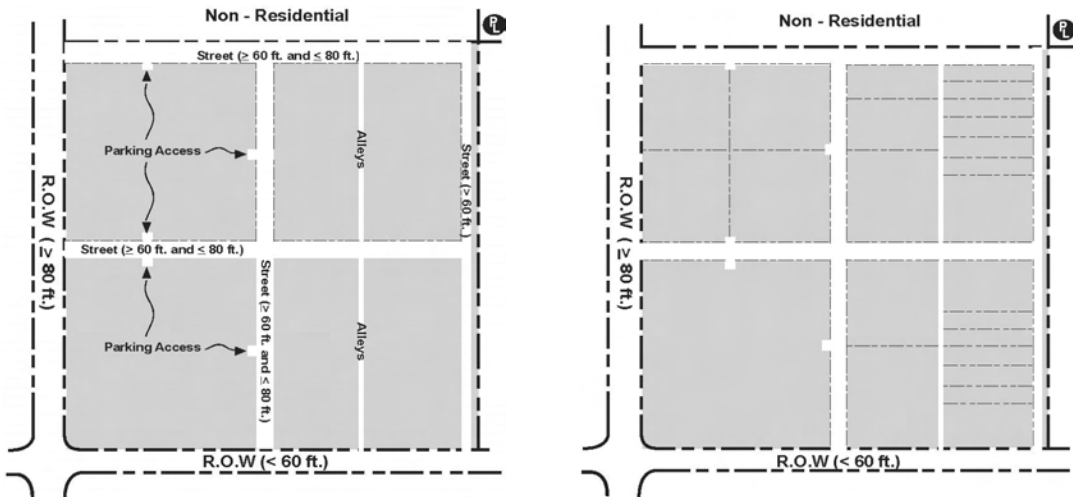 Non - Residential
PL
Street (≥ 60 ft. and ≤ 80 ft.)
Parking Access
Alleys
Street (> 60 ft.)
R.O.W (≥ 80 ft.)
Street (≥ 60 ft. and ≤ 80 ft.)
Street (≥ 60 ft. and ≤ 80 ft.)
Parking Access
Alleys
R.O.W (< 60 ft.)
Non - Residential
PL
R.O.W (≥ 80 ft.)
R.O.W (< 60 ft.)